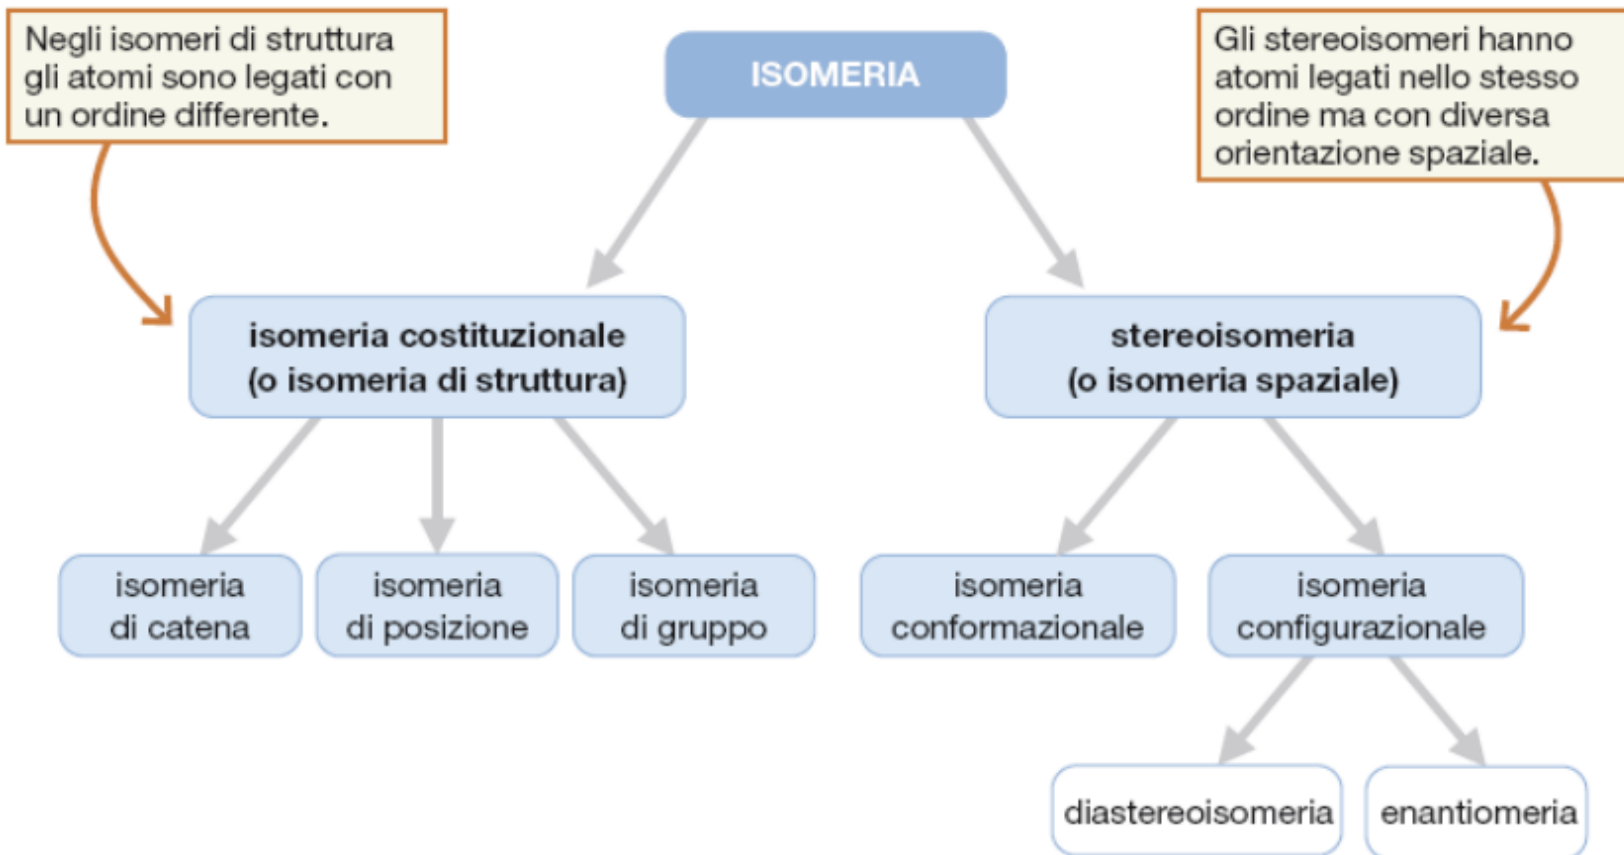 Negli isomeri di struttura
gli atomi sono legati con
un ordine differente.
ISOMERIA
Gli stereoisomeri hanno
atomi legati nello stesso
ordine ma con diversa
orientazione spaziale.
isomeria costituzionale
(o isomeria di struttura)
stereoisomeria
(o isomeria spaziale)
isomeria
di catena
isomeria
di posizione
isomeria
di gruppo
isomeria
conformazionale
isomeria
configurazionale
diastereoisomeria
enantiomeria